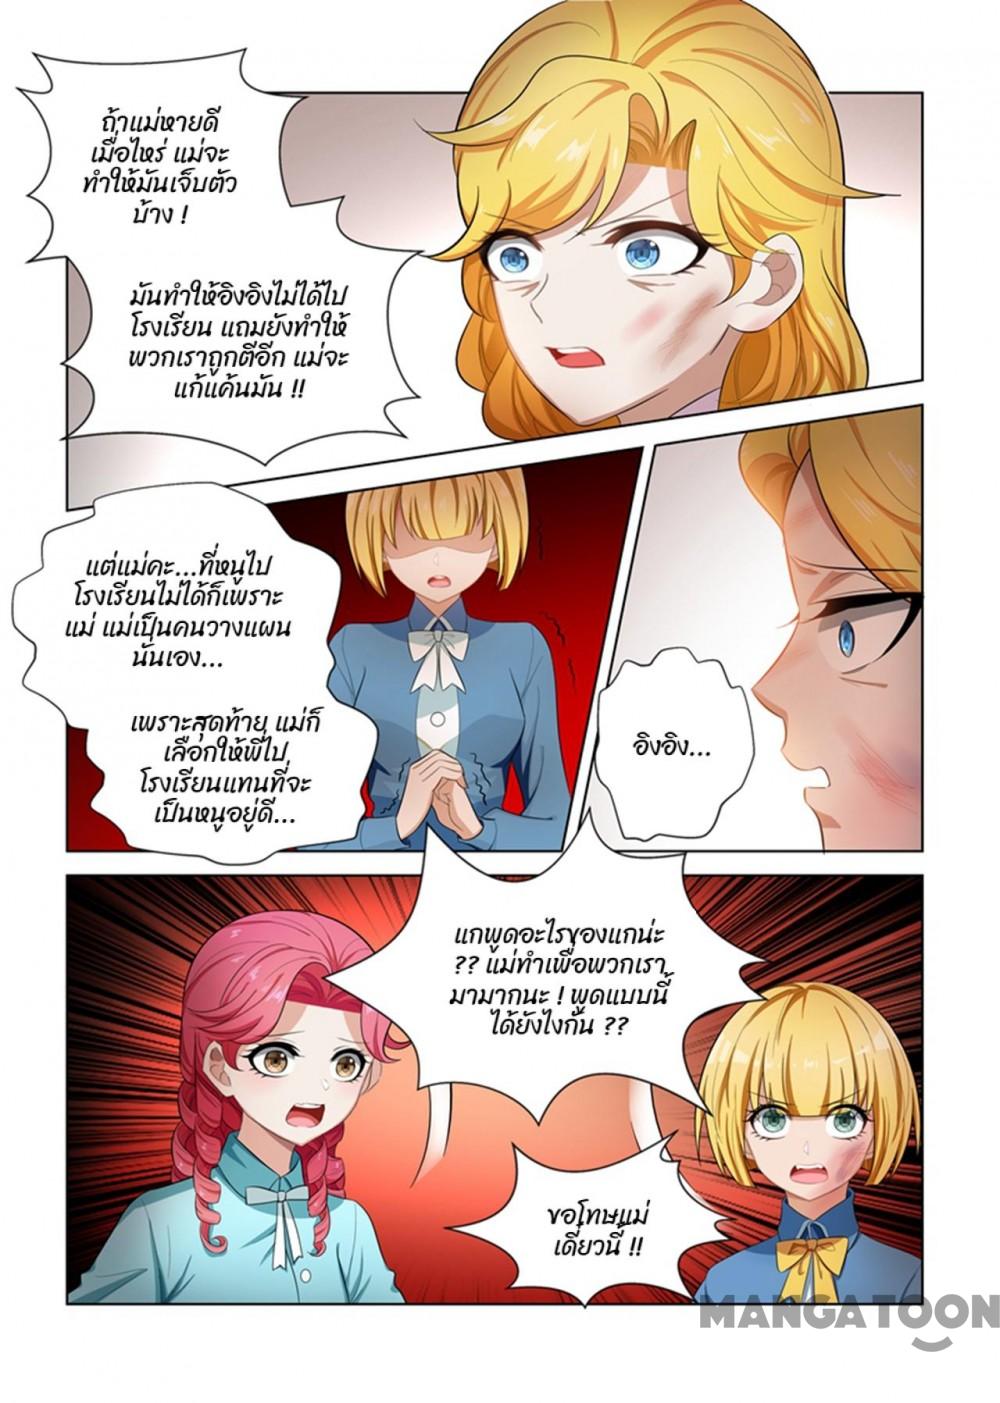 ถ้าแม่หายดี
เมื่อไหร่ แม่จะ
ทำให้มันเจ็บตัว
บ้าง !
มันทำให้อิงอิงไม่ได้ไป
โรงเรียน แถมยังทำให้
พวกเราถูกตีอีก แม่จะ
แก้แค้นมัน !!
แต่แม่คะ...ที่หนูไป
โรงเรียนไม่ได้ก็เพราะ
แม่ แม่เป็นคนวางแผน
นั่นเอง...
เพราะสุดท้าย แม่ก็
เลือกให้พี่ไป
โรงเรียนแทนที่จะ
เป็นหนูอยู่ดี...
อิงอิง...
แกพูดอะไรของแกน่ะ
?? แม่ทำเพื่อพวกเรา
มามากนะ ! พูดแบบนี้
ได้ยังไงกัน ??
ขอโทษแม่
เดี๋ยวนี้ !!
MANGATOON